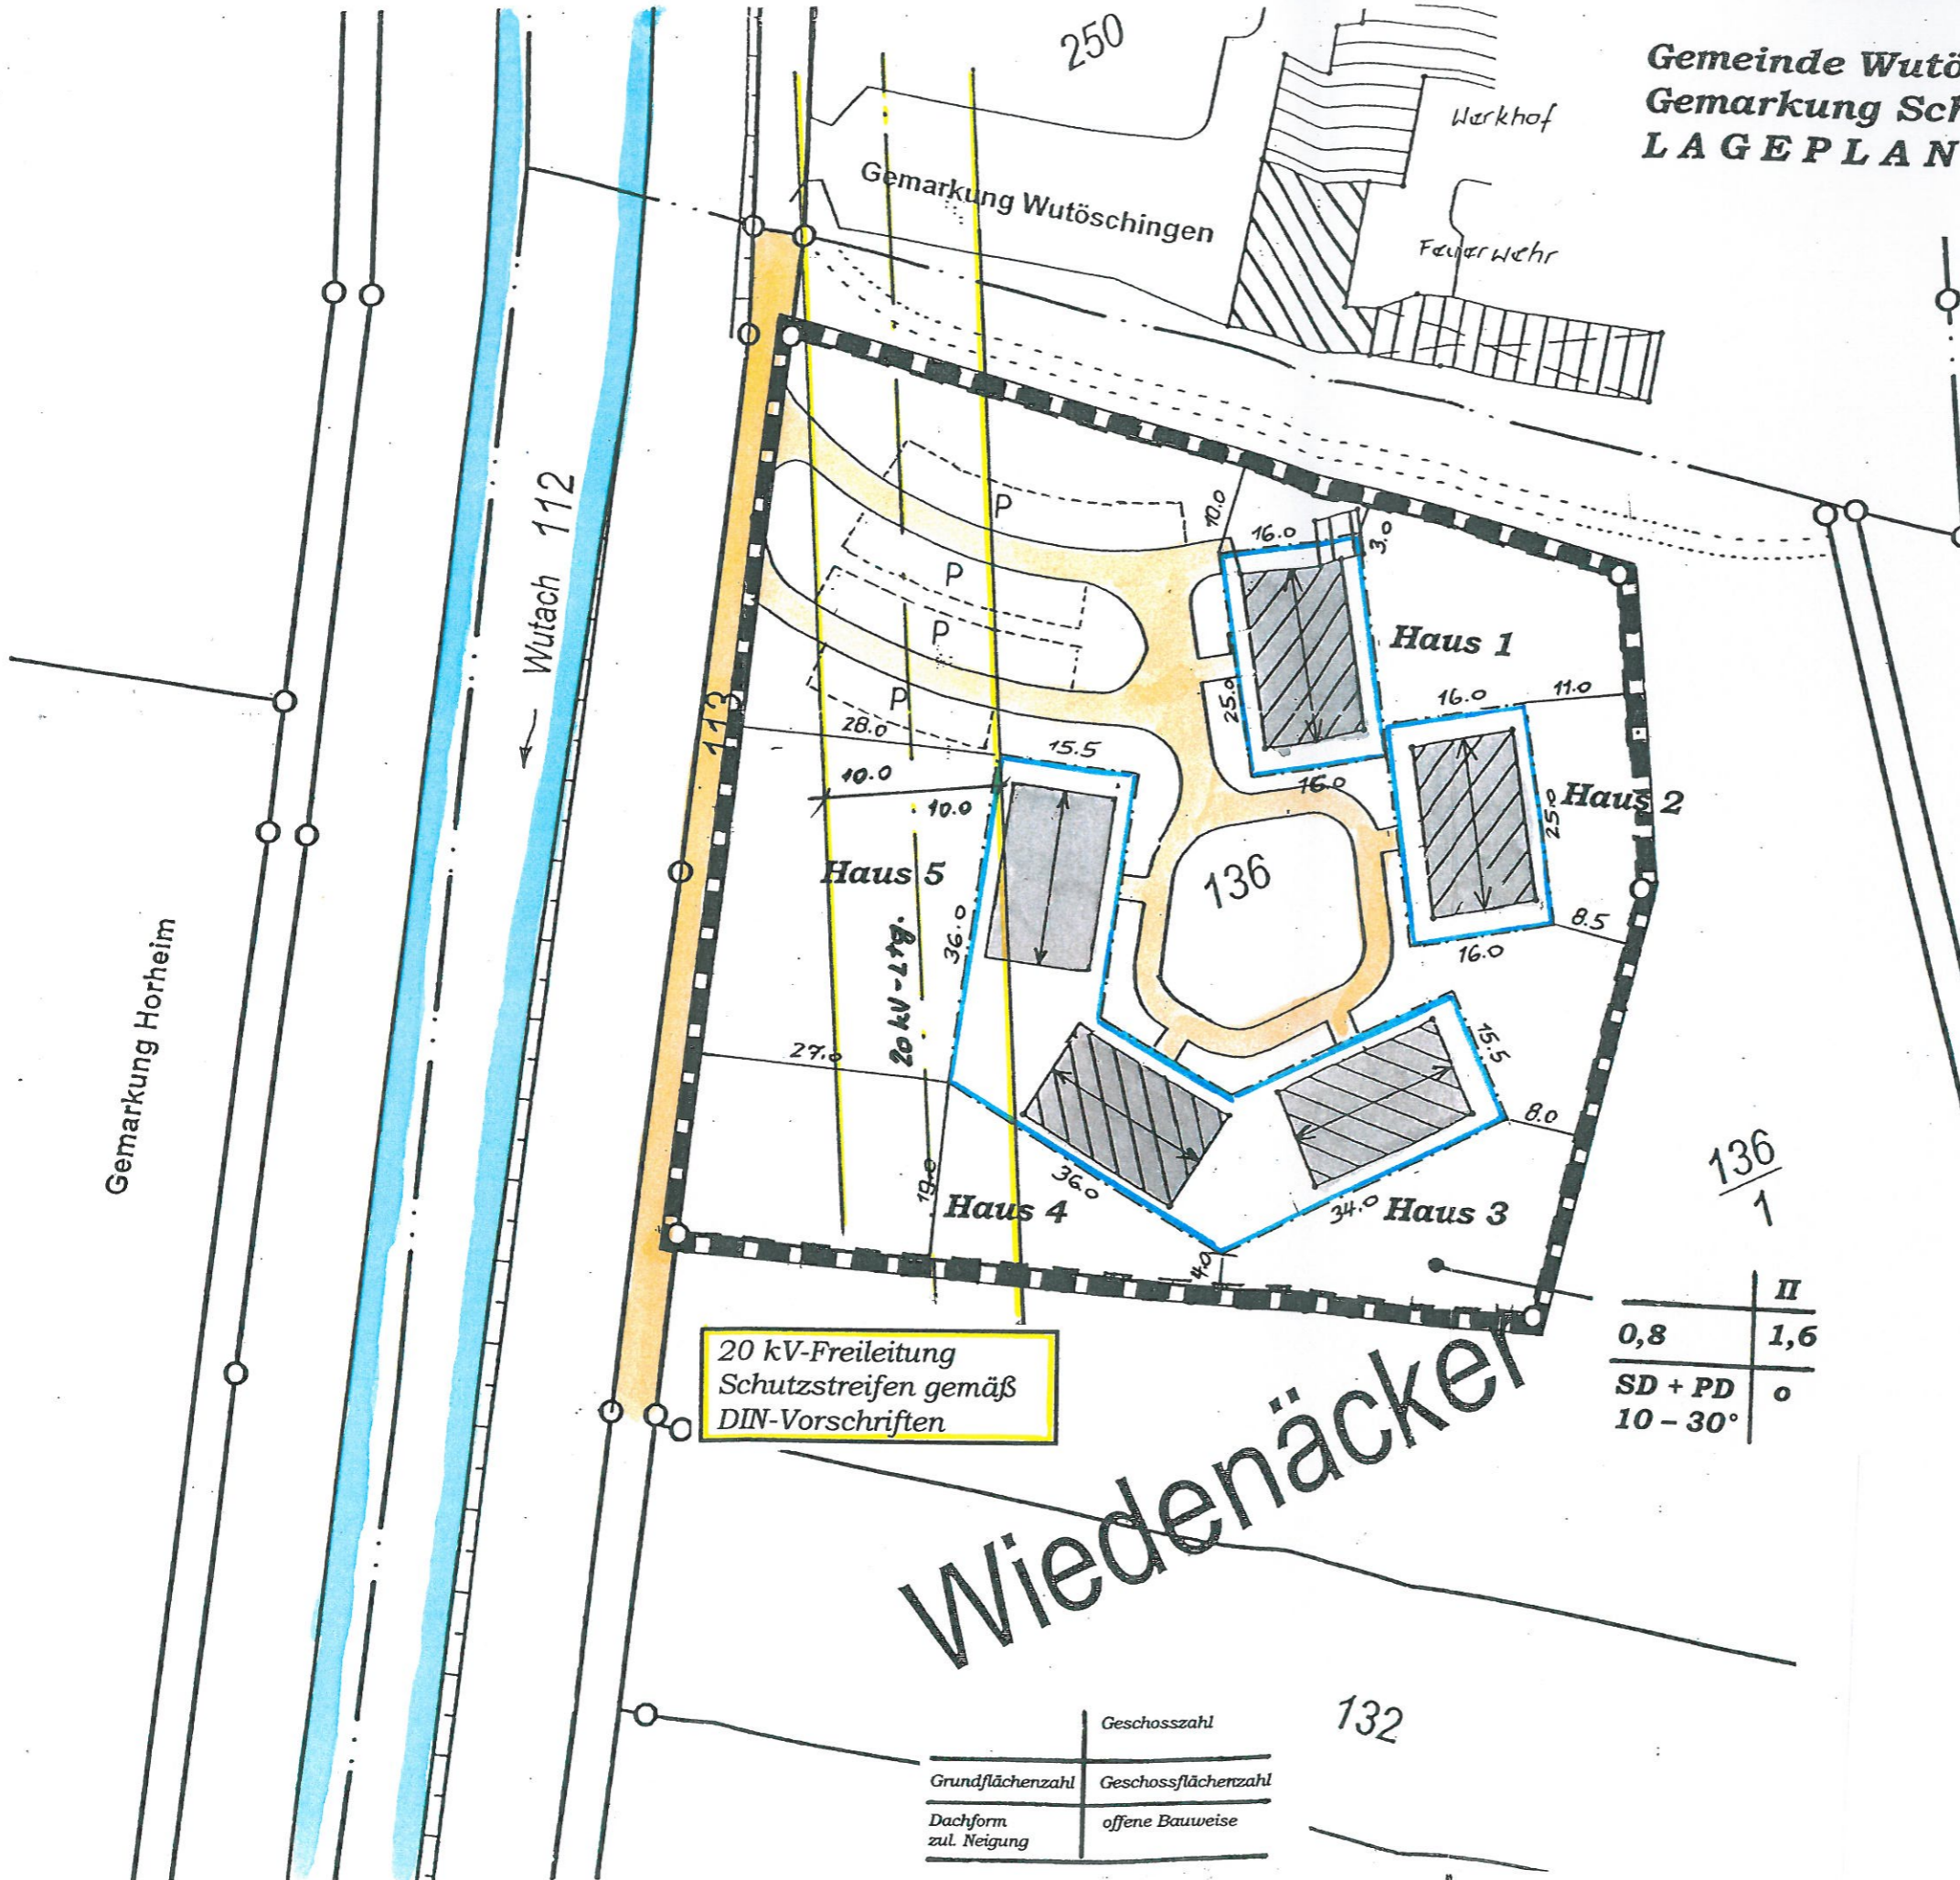 250
Gemeinde Wutö
Gemarkung Sch
LAGEPLAN
Werkhof
Gemarkung Wutöschingen
Feuerwehr
Wutach 112
P
P
P
P
10.0
16.0
3.0
Haus 1
25.0
16.0
16.0
11.0
Haus 2
25.0
8.5
16.0
113
28.0
15.5
10.0
10.0
Haus 5
136
36.0
20 kV-Ltg.
27.0
15.5
8.0
19.0
Haus 4
36.0
34.0
Haus 3
4.0
Gemarkung Horheim
136
1
II
0,8
1,6
SD + PD
o
10 – 30°
20 kV-Freileitung
Schutzstreifen gemäß
DIN-Vorschriften
Wiedenäcker
132
Geschosszahl
Grundflächenzahl
Geschossflächenzahl
Dachform
offene Bauweise
zul. Neigung